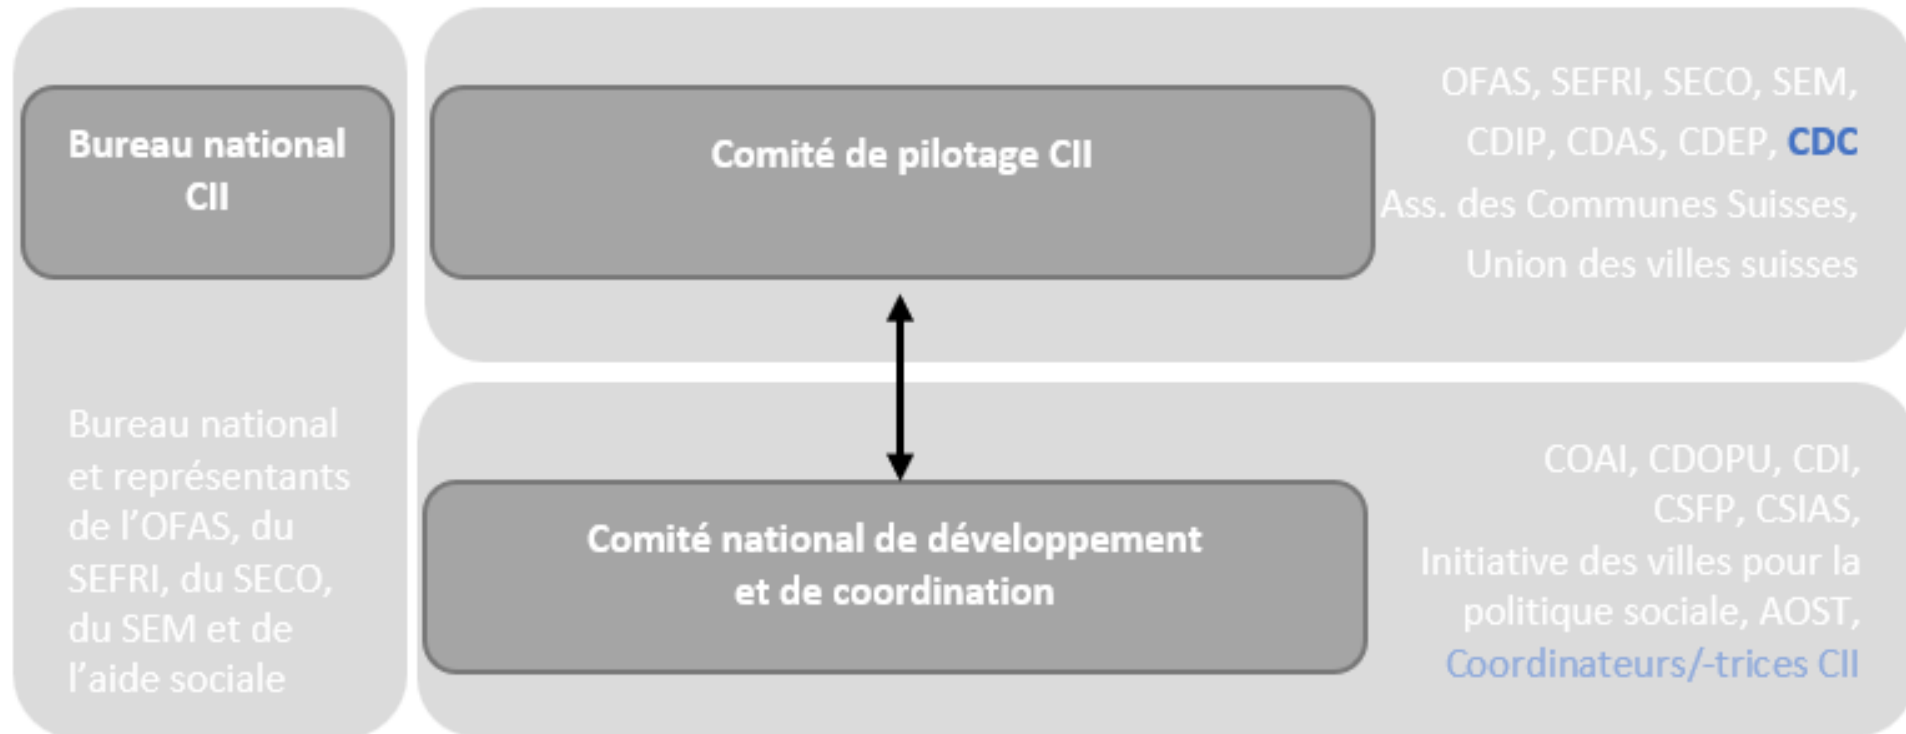 Bureau national
CII
Bureau national
et représentants
de l’OFAS, du
SEFRI, du SECO,
du SEM et de
l’aide sociale
Comité de pilotage CII
OFAS, SEFRI, SECO, SEM,
CDIP, CDAS, CDEP, CDC
Ass. des Communes Suisses,
Union des villes suisses
Comité national de développement
et de coordination
COAI, CDOPU, CDI,
CSFP, CSIAS,
Initiative des villes pour la
politique sociale, AOST,
Coordinateurs/-trices CII